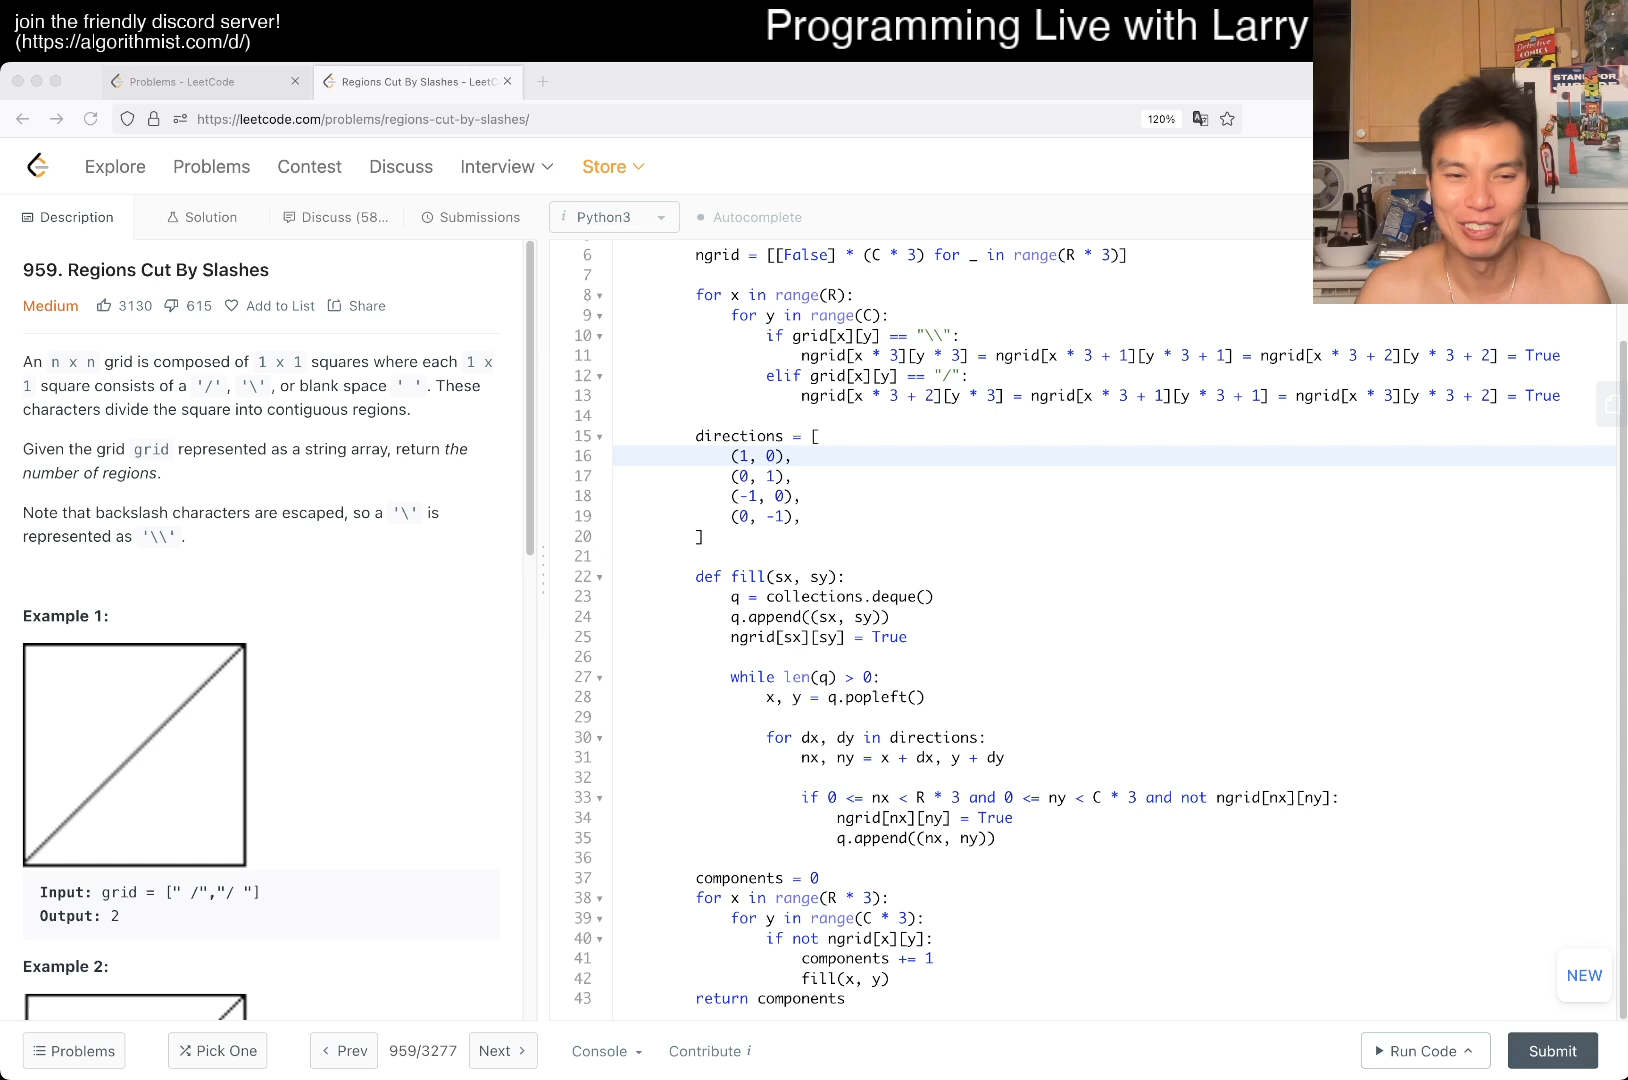 join the friendly discord server!
(https://algorithmist.com/d/)
Programming Live with Larry
Problems - LeetCode
Regions Cut By Slashes - LeetC
https://leetcode.com/problems/regions-cut-by-slashes/
120%
Explore Problems Contest Discuss Interview Store
Description Solution Discuss (58... Submissions
i Python3 Autocomplete
959. Regions Cut By Slashes
Medium 3130 615 Add to List Share
An n x n grid is composed of 1 x 1 squares where each 1 x
1 square consists of a '/', '\', or blank space ' '. These
characters divide the square into contiguous regions.
Given the grid grid represented as a string array, return the
number of regions.
Note that backslash characters are escaped, so a '\' is
represented as '\\'.
Example 1:
Input: grid = [" /","/ "]
Output: 2
Example 2:
6 ngrid = [[False] * (C * 3) for _ in range(R * 3)]
7
8 for x in range(R):
9 for y in range(C):
10 if grid[x][y] == "\\":
11 ngrid[x * 3][y * 3] = ngrid[x * 3 + 1][y * 3 + 1] = ngrid[x * 3 + 2][y * 3 + 2] = True
12 elif grid[x][y] == "/":
13 ngrid[x * 3 + 2][y * 3] = ngrid[x * 3 + 1][y * 3 + 1] = ngrid[x * 3][y * 3 + 2] = True
14
15 directions = [
16 (1, 0),
17 (0, 1),
18 (-1, 0),
19 (0, -1),
20 ]
21
22 def fill(sx, sy):
23 q = collections.deque()
24 q.append((sx, sy))
25 ngrid[sx][sy] = True
26
27 while len(q) > 0:
28 x, y = q.popleft()
29
30 for dx, dy in directions:
31 nx, ny = x + dx, y + dy
32
33 if 0 <= nx < R * 3 and 0 <= ny < C * 3 and not ngrid[nx][ny]:
34 ngrid[nx][ny] = True
35 q.append((nx, ny))
36
37 components = 0
38 for x in range(R * 3):
39 for y in range(C * 3):
40 if not ngrid[x][y]:
41 components += 1
42 fill(x, y)
43 return components
NEW
Problems Pick One Prev 959/3277 Next Console Contribute i Run Code Submit
Detective
COMICS